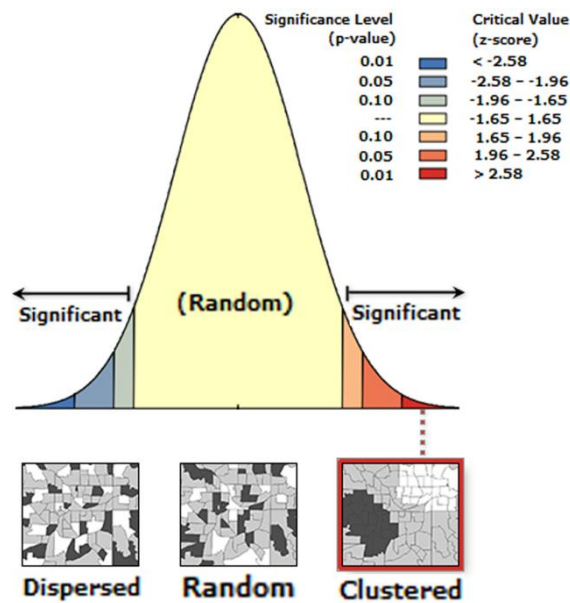 Significance Level Critical Value
(p-value) (z-score)
0.01 < -2.58
0.05 -2.58 – -1.96
0.10 -1.96 – -1.65
--- -1.65 – 1.65
0.10 1.65 – 1.96
0.05 1.96 – 2.58
0.01 > 2.58
Significant (Random) Significant
Dispersed Random Clustered